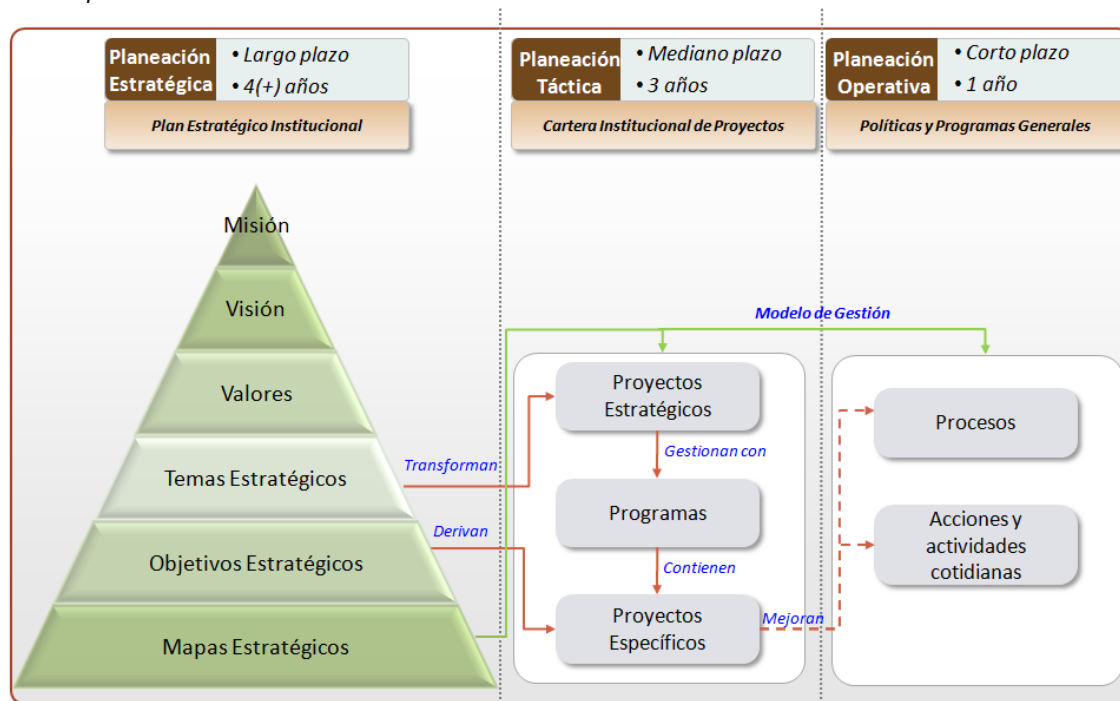 Planeación
Estratégica
• Largo plazo
• 4(+) años
Plan Estratégico Institucional
Planeación
Táctica
• Mediano plazo
• 3 años
Cartera Institucional de Proyectos
Planeación
Operativa
• Corto plazo
• 1 año
Políticas y Programas Generales
Misión
Visión
Valores
Temas Estratégicos
Objetivos Estratégicos
Mapas Estratégicos
Transforman
Derivan
Modelo de Gestión
Proyectos
Estratégicos
Gestionan con
Programas
Contienen
Proyectos
Específicos
Mejoran
Procesos
Acciones y
actividades
cotidianas